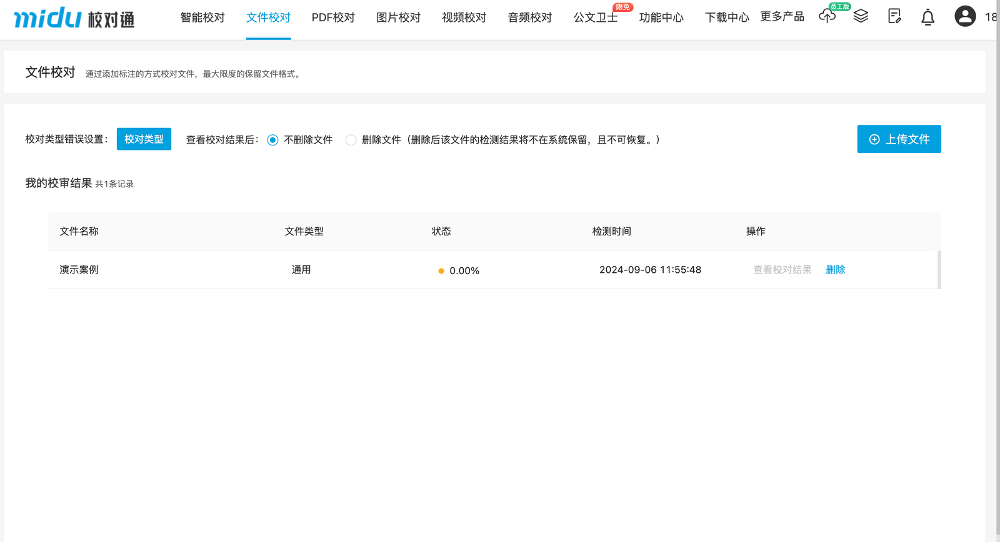 midu 校对通 智能校对 文件校对 PDF校对 图片校对 视频校对 音频校对 公文卫士 限免 功能中心 下载中心 更多产品 员工版 18
文件校对 通过添加标注的方式校对文件，最大限度的保留文件格式。
校对类型错误设置： 校对类型 查看校对结果后： 不删除文件 删除文件（删除后该文件的检测结果将不在系统保留，且不可恢复。） 上传文件
我的校审结果 共1条记录
文件名称 文件类型 状态 检测时间 操作
演示案例 通用 0.00% 2024-09-06 11:55:48 查看校对结果 删除